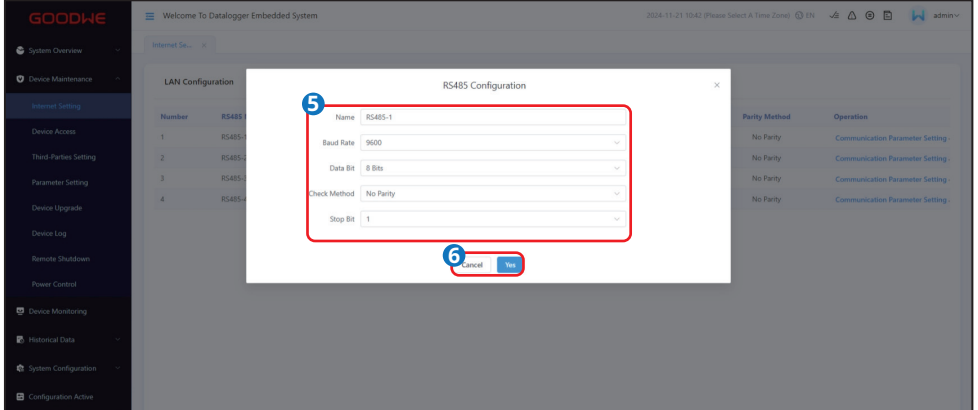 GOODWE
Welcome To Datalogger Embedded System
2024-11-21 10:42 (Please Select A Time Zone)
EN
admin
System Overview
Internet Se... ×
Device Maintenance
Internet Setting
Device Access
Third-Parties Setting
Parameter Setting
Device Upgrade
Device Log
Remote Shutdown
Power Control
Device Monitoring
Historical Data
System Configuration
Configuration Active
LAN Configuration
Number RS485 Parity Method Operation
1 RS485-1 No Parity Communication Parameter Setting
2 RS485-2 No Parity Communication Parameter Setting
3 RS485-3 No Parity Communication Parameter Setting
4 RS485-4 No Parity Communication Parameter Setting
RS485 Configuration ×
5
Name RS485-1
Baud Rate 9600
Data Bit 8 Bits
Check Method No Parity
Stop Bit 1
6
Cancel Yes